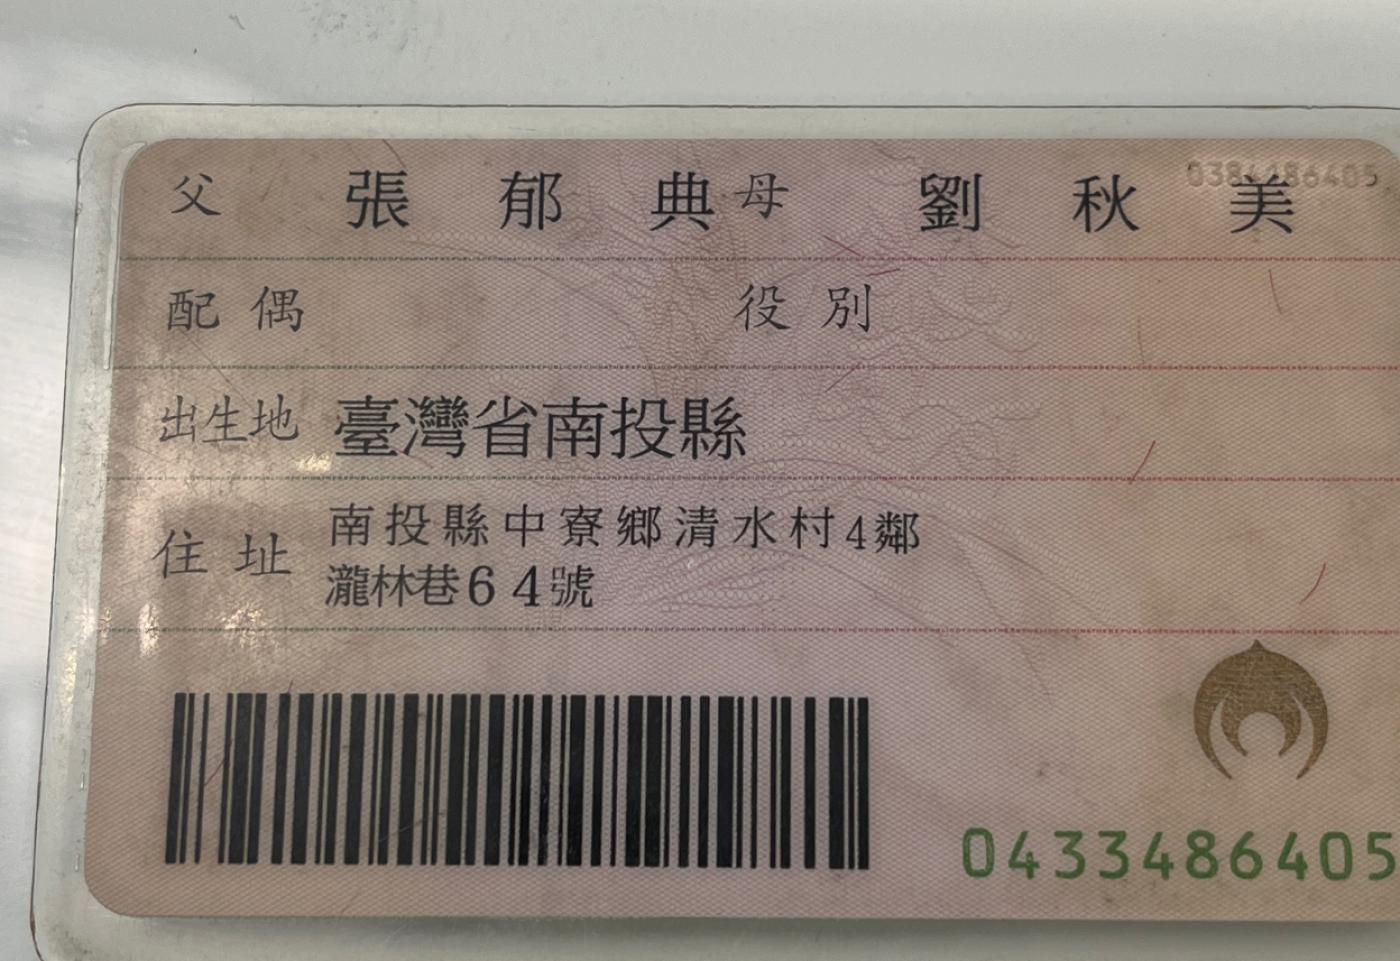 父 張郁典 母 劉秋美
配偶 役別
出生地 臺灣省南投縣
住址 南投縣中寮鄉清水村4鄰
瀧林巷64號
0433486405